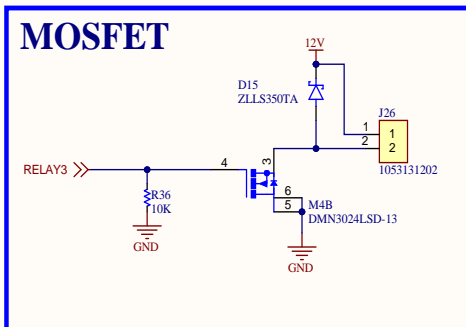 MOSFET
12V
D15
ZLLS350TA
J26
1
1
2
2
1053131202
RELAY3
4
3
R36
10K
6
5
M4B
DMN3024LSD-13
GND
GND